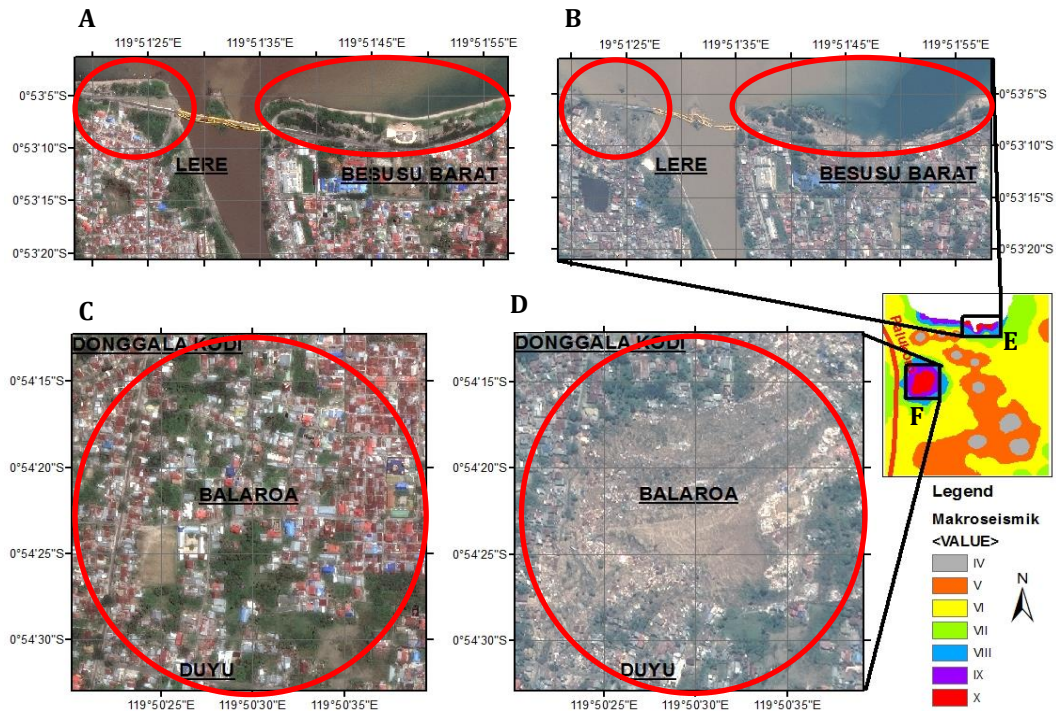 A
119°51'25"E 119°51'35"E 119°51'45"E 119°51'55"E
0°53'5"S
0°53'10"S
0°53'15"S
0°53'20"S
LERE
BESUSU BARAT
B
119°51'25"E 119°51'35"E 119°51'45"E 119°51'55"E
0°53'5"S
0°53'10"S
0°53'15"S
0°53'20"S
LERE
BESUSU BARAT
C
DONGGALA KODI
0°54'15"S
0°54'20"S
0°54'25"S
0°54'30"S
BALAROA
DUYU
119°50'25"E 119°50'30"E 119°50'35"E
D
DONGGALA KODI
0°54'15"S
0°54'20"S
0°54'25"S
0°54'30"S
BALAROA
DUYU
119°50'25"E 119°50'30"E 119°50'35"E
E
F
Legend
Makroseismik
<VALUE>
IV
V
VI
VII
VIII
IX
X
N